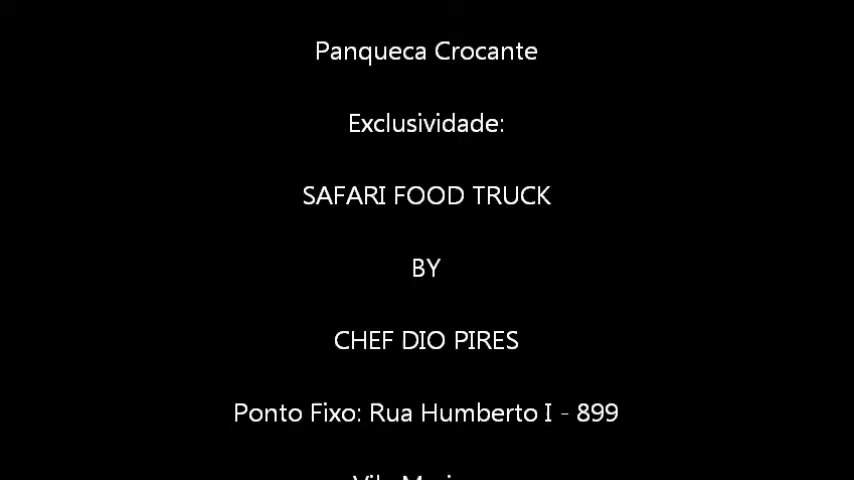 Panqueca Crocante
Exclusividade:
SAFARI FOOD TRUCK
BY
CHEF DIO PIRES
Ponto Fixo: Rua Humberto I - 899